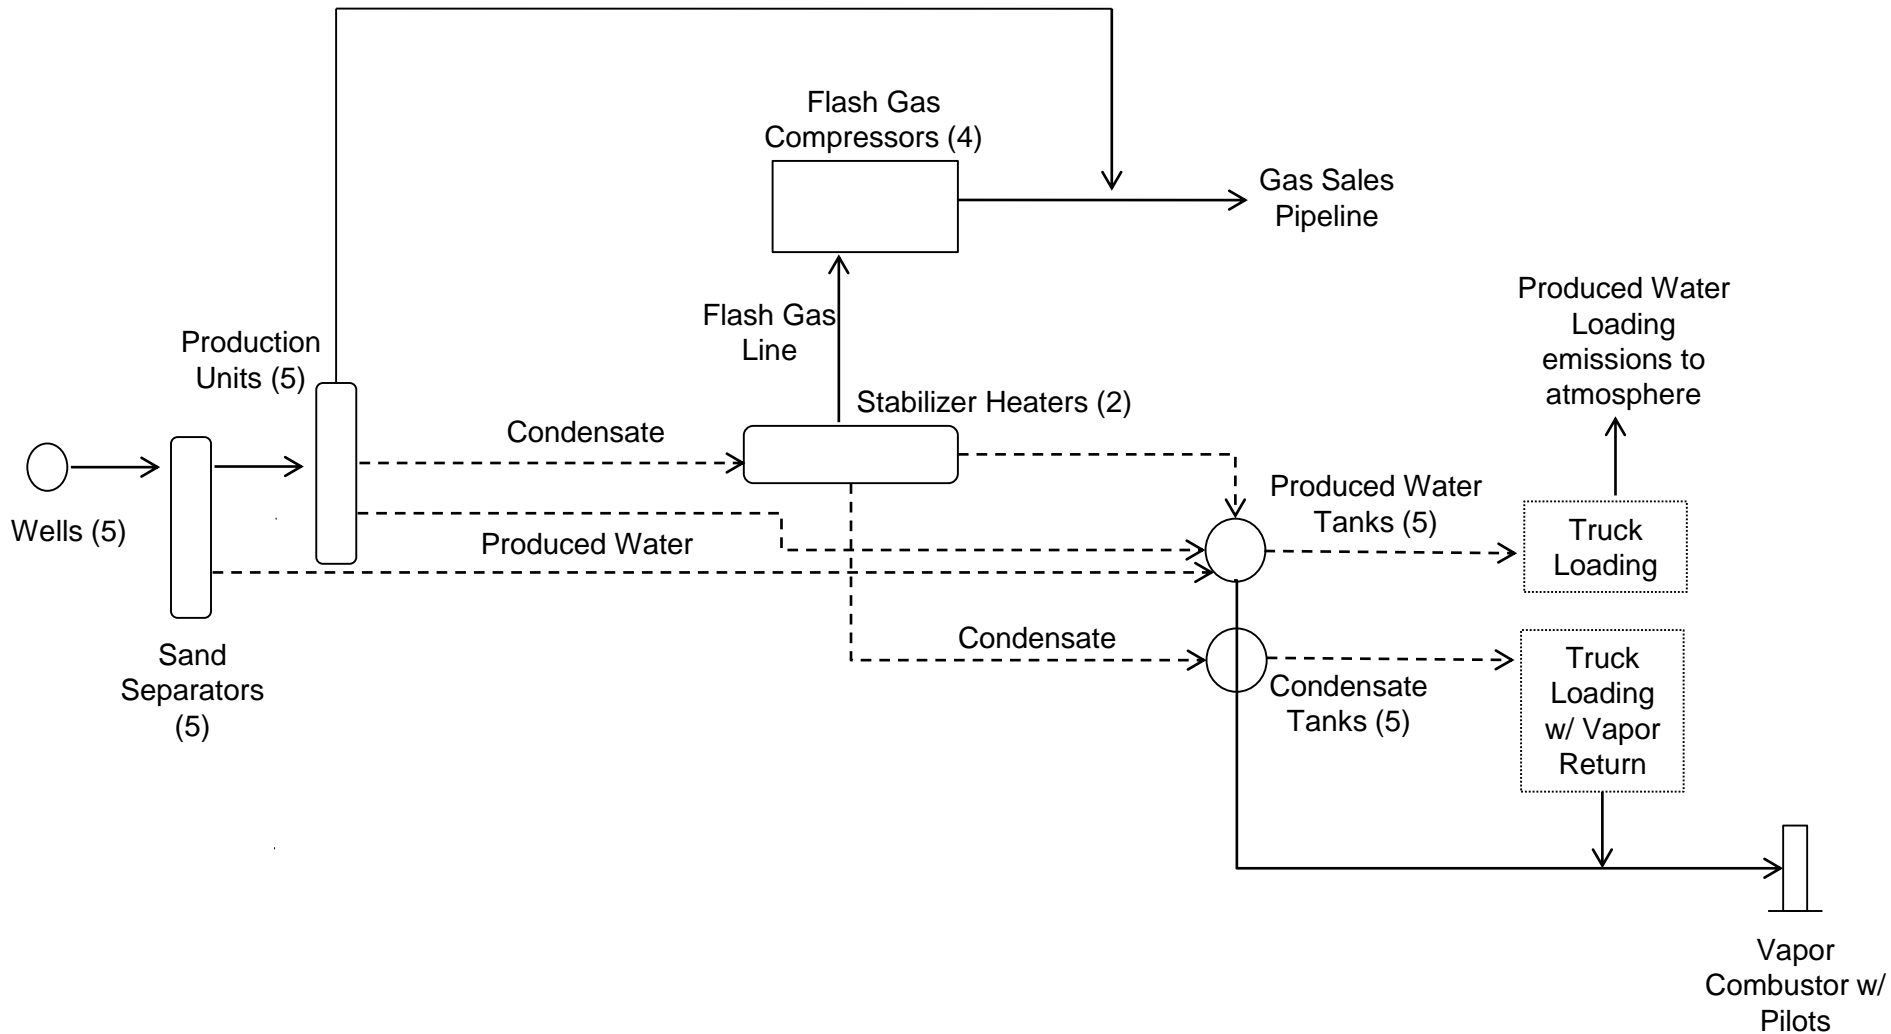 Flash Gas
Compressors (4)
Gas Sales
Pipeline
Flash Gas
Line
Produced Water
Loading
emissions to
atmosphere
Production
Units (5)
Stabilizer Heaters (2)
Condensate
Wells (5)
Produced Water
Produced Water
Tanks (5)
Truck
Loading
Sand
Separators
(5)
Condensate
Condensate
Tanks (5)
Truck
Loading
w/ Vapor
Return
Vapor
Combustor w/
Pilots